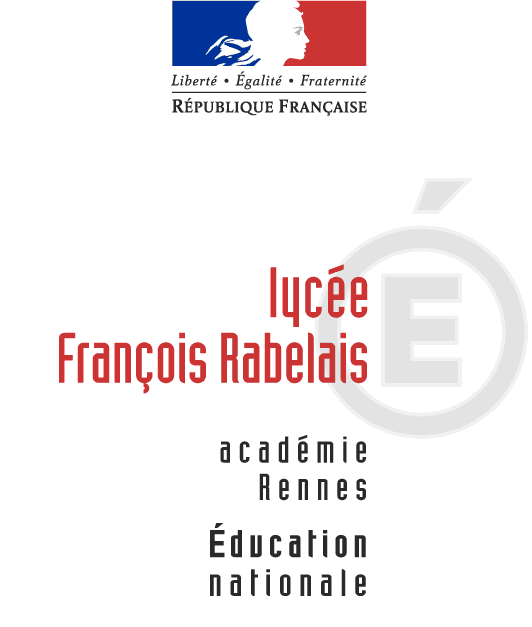 Liberté • Égalité • Fraternité
RÉPUBLIQUE FRANÇAISE
lycée
François Rabelais
É
académie
Rennes
Éducation
nationale